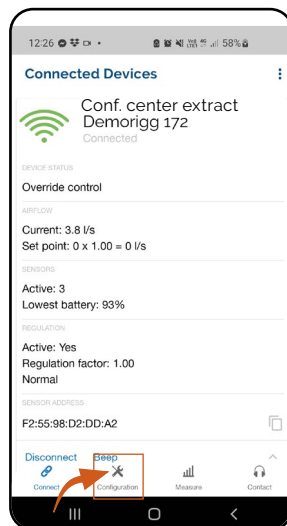 12:26
58%
Connected Devices
Conf. center extract
Demorigg 172
Connected
DEVICE STATUS
Override control
AIRFLOW
Current: 3.8 l/s
Set point: 0 x 1.00 = 0 l/s
SENSORS
Active: 3
Lowest battery: 93%
REGULATION
Active: Yes
Regulation factor: 1.00
Normal
SENSOR ADDRESS
F2:55:98:D2:DD:A2
Disconnect Beep
Connect Configuration Measure Contact